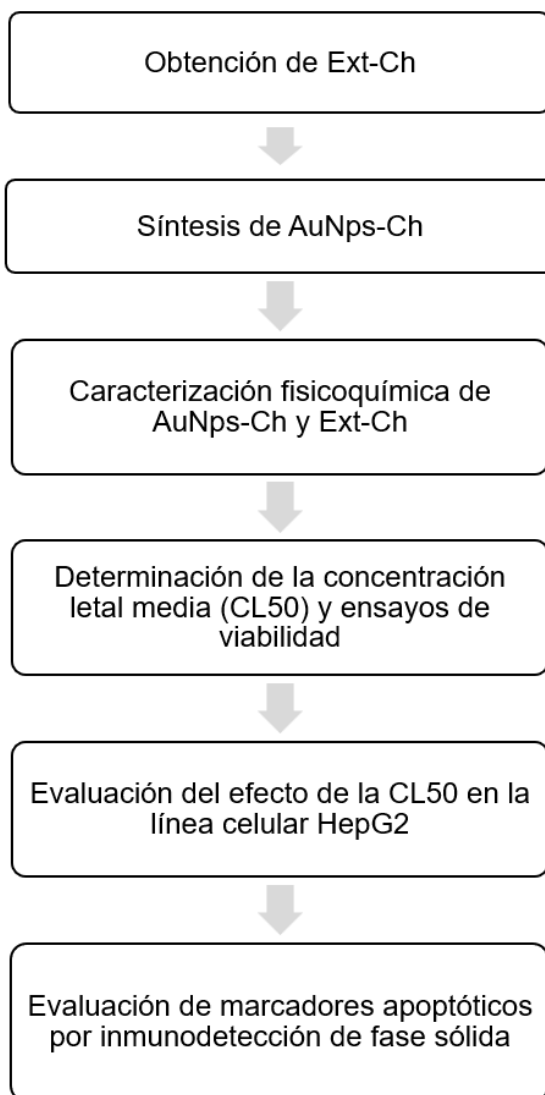 Obtención de Ext-Ch
Síntesis de AuNps-Ch
Caracterización fisicoquímica de
AuNps-Ch y Ext-Ch
Determinación de la concentración
letal media (CL50) y ensayos de
viabilidad
Evaluación del efecto de la CL50 en la
línea celular HepG2
Evaluación de marcadores apoptóticos
por inmunodetección de fase sólida